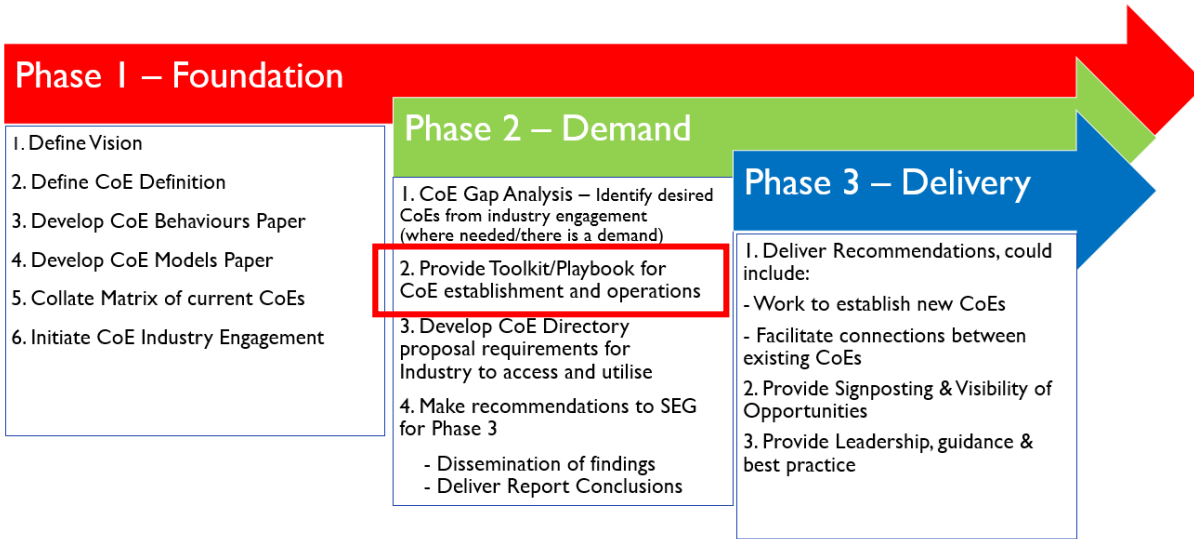 Phase 1 – Foundation
1. Define Vision
2. Define CoE Definition
3. Develop CoE Behaviours Paper
4. Develop CoE Models Paper
5. Collate Matrix of current CoEs
6. Initiate CoE Industry Engagement
Phase 2 – Demand
1. CoE Gap Analysis – Identify desired
CoEs from industry engagement
(where needed/there is a demand)
2. Provide Toolkit/Playbook for
CoE establishment and operations
3. Develop CoE Directory
proposal requirements for
Industry to access and utilise
4. Make recommendations to SEG
for Phase 3
- Dissemination of findings
- Deliver Report Conclusions
Phase 3 – Delivery
1. Deliver Recommendations, could
include:
- Work to establish new CoEs
- Facilitate connections between
existing CoEs
2. Provide Signposting & Visibility of
Opportunities
3. Provide Leadership, guidance &
best practice